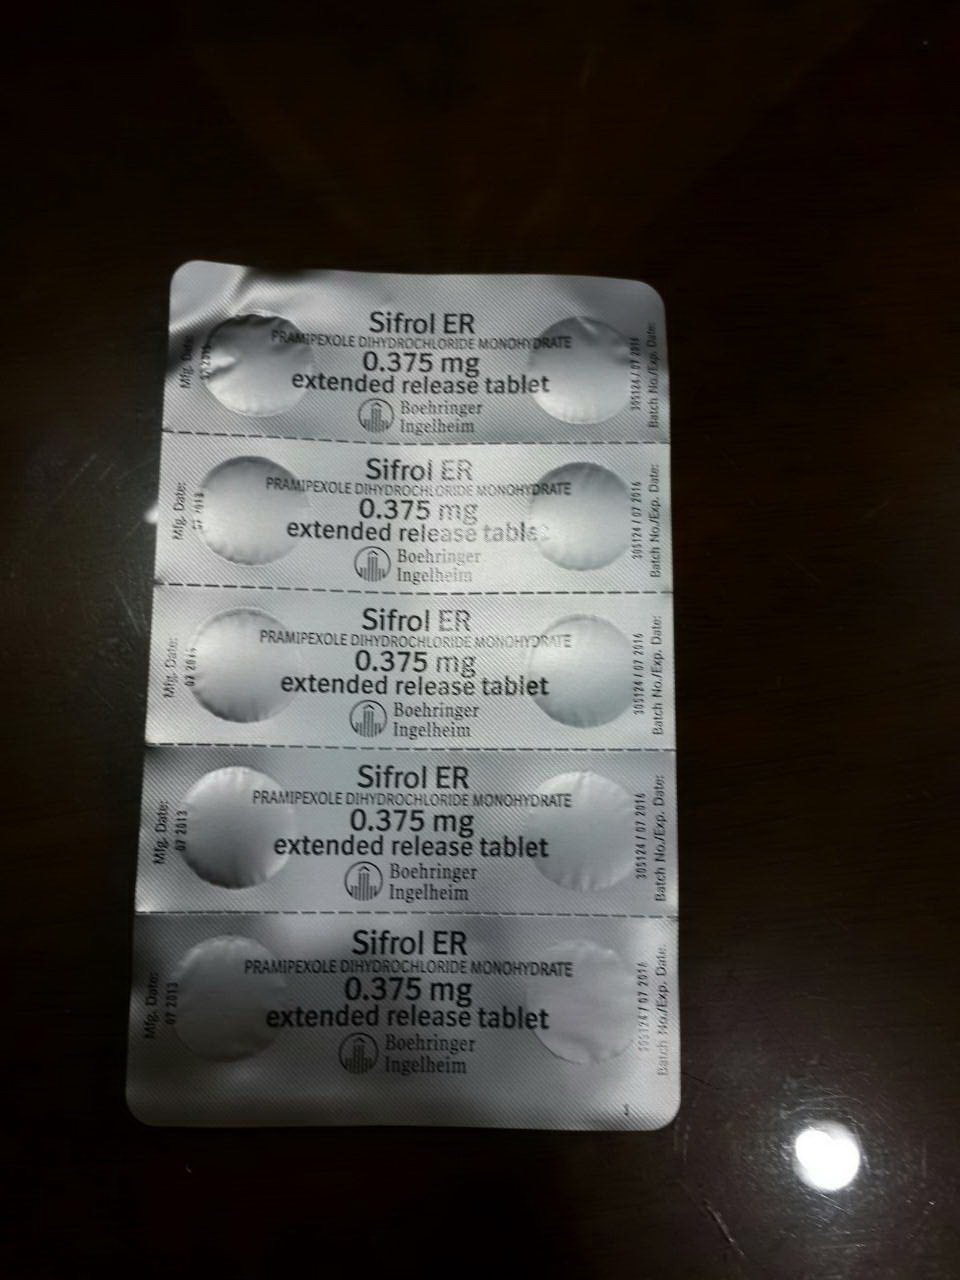 Sifrol ER
PRAMIPEXOLE DIHYDROCHLORIDE MONOHYDRATE
0.375 mg
extended release tablet
Boehringer
Ingelheim
Mfg. Date:
305124 / 07 2016
Batch No./Exp. Date:
Sifrol ER
PRAMIPEXOLE DIHYDROCHLORIDE MONOHYDRATE
0.375 mg
extended release tablet
Boehringer
Ingelheim
Mfg. Date:
07 2013
305124 / 07 2016
Batch No./Exp. Date:
Sifrol ER
PRAMIPEXOLE DIHYDROCHLORIDE MONOHYDRATE
0.375 mg
extended release tablet
Boehringer
Ingelheim
Mfg. Date:
305124 / 07 2016
Batch No./Exp. Date:
Sifrol ER
PRAMIPEXOLE DIHYDROCHLORIDE MONOHYDRATE
0.375 mg
extended release tablet
Boehringer
Ingelheim
Mfg. Date:
07 2013
305124 / 07 2016
Batch No./Exp. Date:
Sifrol ER
PRAMIPEXOLE DIHYDROCHLORIDE MONOHYDRATE
0.375 mg
extended release tablet
Boehringer
Ingelheim
Mfg. Date:
07 2013
305124 / 07 2016
Batch No./Exp. Date: